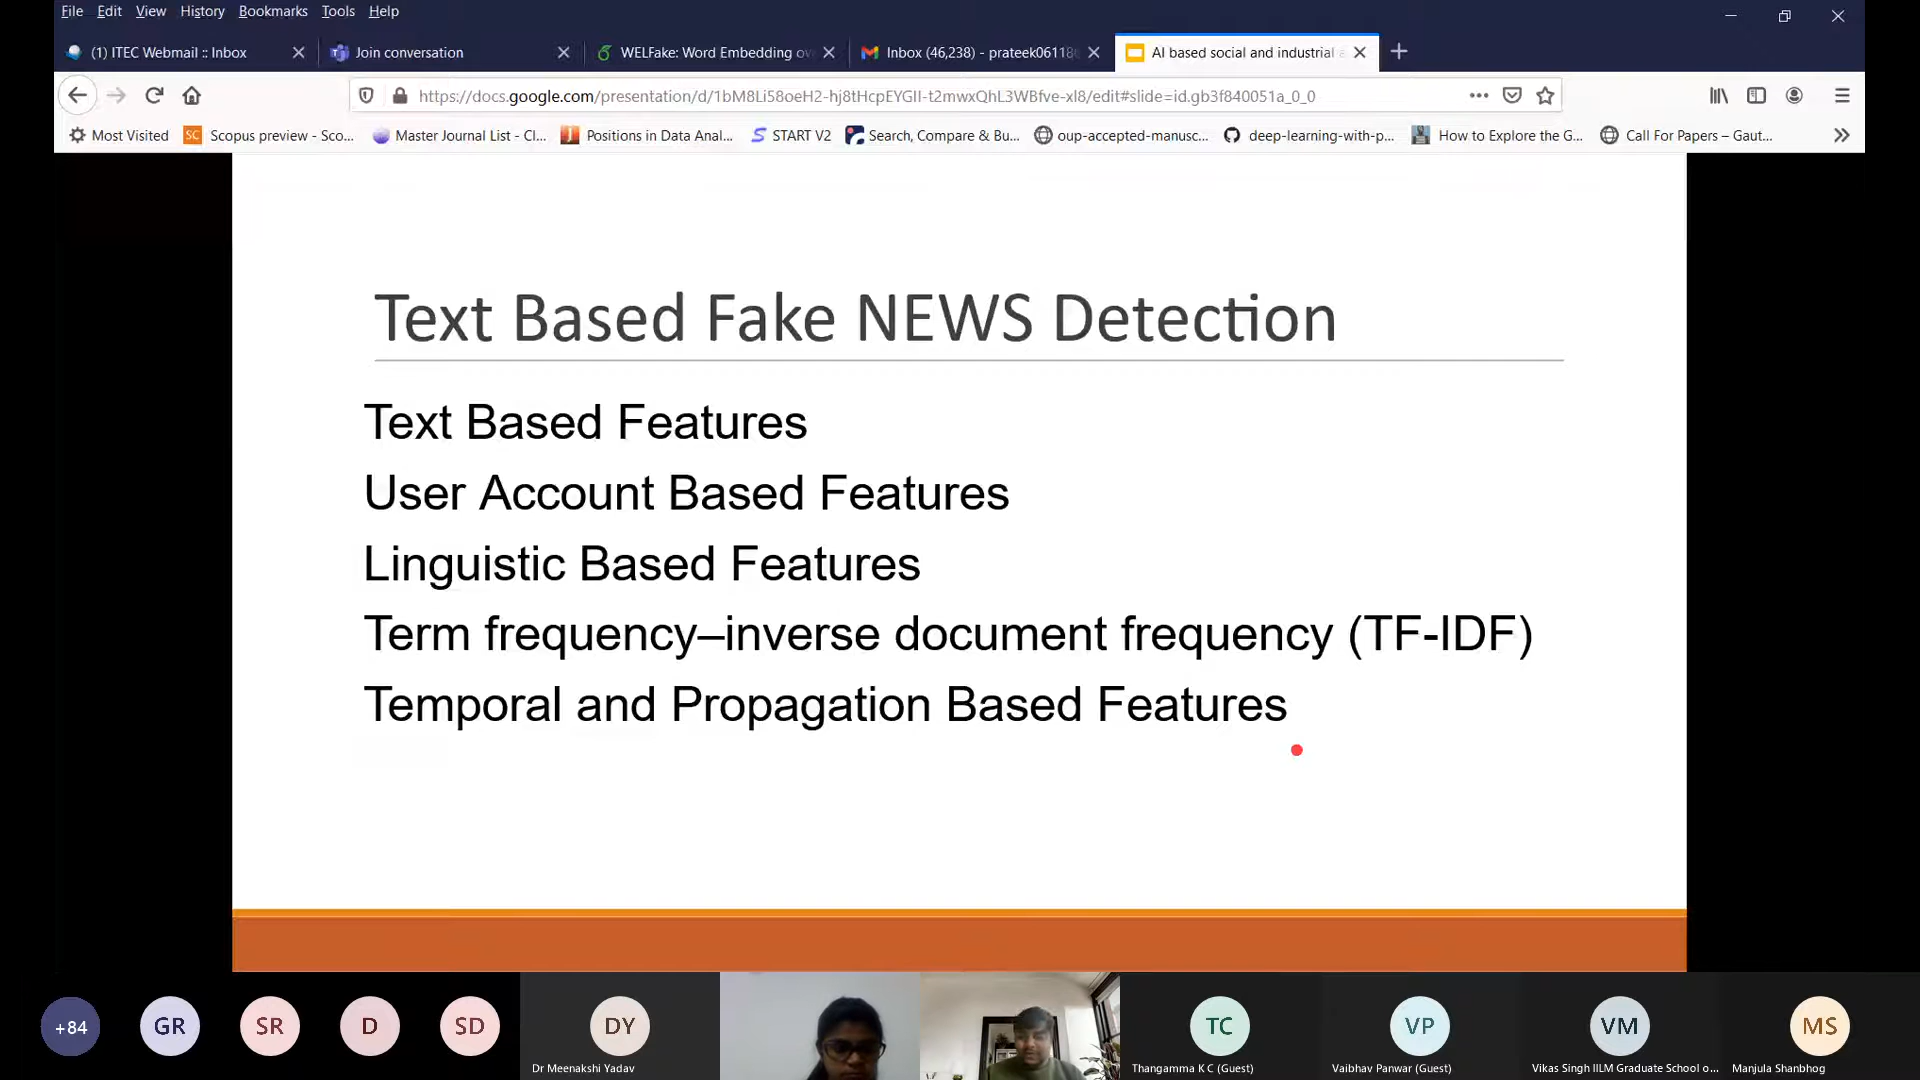 File Edit View History Bookmarks Tools Help
(1) ITEC Webmail :: Inbox
Join conversation
WELFake: Word Embedding ov
Inbox (46,238) - prateek06118
AI based social and industrial a
https://docs.google.com/presentation/d/1bM8Li58oeH2-hj8tHcpEYGII-t2mwxQhL3WBfve-xl8/edit#slide=id.gb3f840051a_0_0
Most Visited
SC Scopus preview - Sco...
Master Journal List - Cl...
Positions in Data Anal...
START V2
Search, Compare & Bu...
oup-accepted-manusc...
deep-learning-with-p...
How to Explore the G...
Call For Papers – Gaut...
Text Based Fake NEWS Detection
Text Based Features
User Account Based Features
Linguistic Based Features
Term frequency–inverse document frequency (TF-IDF)
Temporal and Propagation Based Features
+84
GR
SR
D
SD
DY
TC
VP
VM
MS
Dr Meenakshi Yadav
Thangamma K C (Guest)
Vaibhav Panwar (Guest)
Vikas Singh IILM Graduate School o...
Manjula Shanbhog